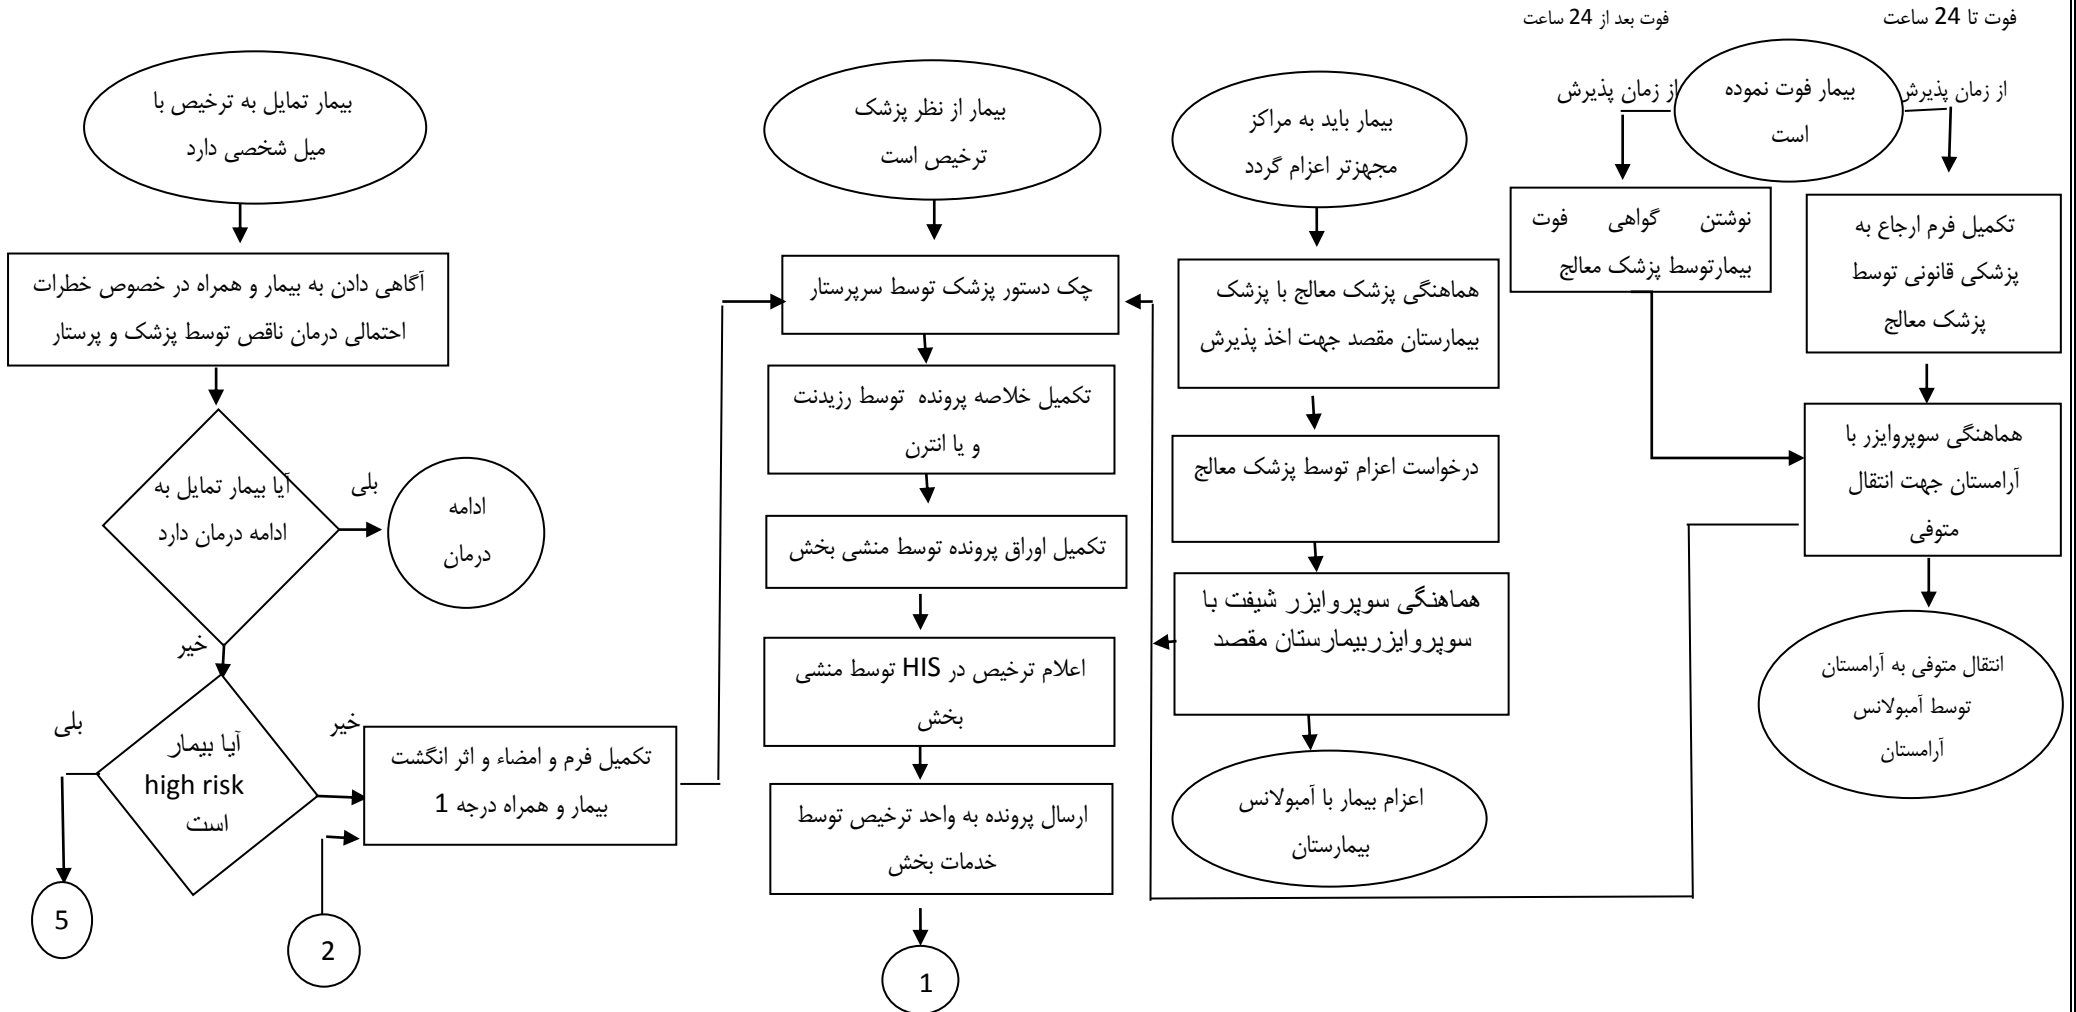 فوت تا 24 ساعت
از زمان پذیرش
فوت بعد از 24 ساعت
از زمان پذیرش
بیمار فوت نموده
است
تکمیل فرم ارجاع به
پزشکی قانونی توسط
پزشک معالج
نوشتن گواهی فوت
بیمارتوسط پزشک معالج
هماهنگی سوپروایزر با
آرامستان جهت انتقال
متوفی
انتقال متوفی به آرامستان
توسط آمبولانس
آرامستان
بیمار باید به مراکز
مجهزتر اعزام گردد
هماهنگی پزشک معالج با پزشک
بیمارستان مقصد جهت اخذ پذیرش
درخواست اعزام توسط پزشک معالج
هماهنگی سوپروایزر شیفت با
سوپروایزربیمارستان مقصد
اعزام بیمار با آمبولانس
بیمارستان
بیمار از نظر پزشک
ترخیص است
چک دستور پزشک توسط سرپرستار
تکمیل خلاصه پرونده توسط رزیدنت
و یا انترن
تکمیل اوراق پرونده توسط منشی بخش
اعلام ترخیص در HIS توسط منشی
بخش
ارسال پرونده به واحد ترخیص توسط
خدمات بخش
1
بیمار تمایل به ترخیص با
میل شخصی دارد
آگاهی دادن به بیمار و همراه در خصوص خطرات
احتمالی درمان ناقص توسط پزشک و پرستار
آیا بیمار تمایل به
ادامه درمان دارد
بلی
ادامه
درمان
خیر
آیا بیمار
high risk
است
خیر
تکمیل فرم و امضاء و اثر انگشت
بیمار و همراه درجه 1
2
بلی
5